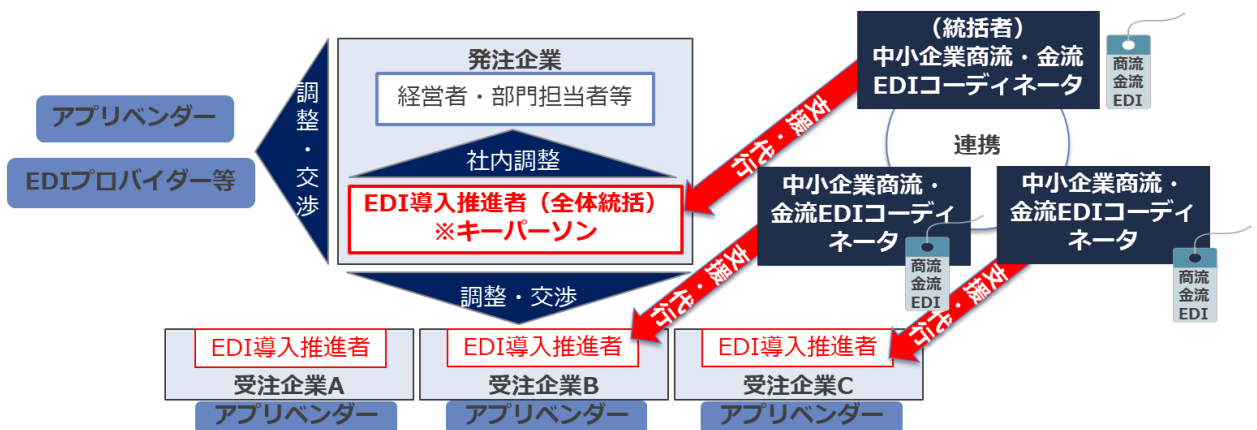 アプリベンダー
EDIプロバイダー等
調整・交渉
発注企業
経営者・部門担当者等
社内調整
EDI導入推進者（全体統括）
※キーパーソン
調整・交渉
支援・代行
（統括者）
中小企業商流・金流
EDIコーディネータ
商流
金流
EDI
連携
中小企業商流・
金流EDIコーディ
ネータ
商流
金流
EDI
中小企業商流・
金流EDIコーディ
ネータ
商流
金流
EDI
支援・代行
支援・代行
EDI導入推進者
受注企業A
EDI導入推進者
受注企業B
アプリベンダー
EDI導入推進者
受注企業C
アプリベンダー
アプリベンダー